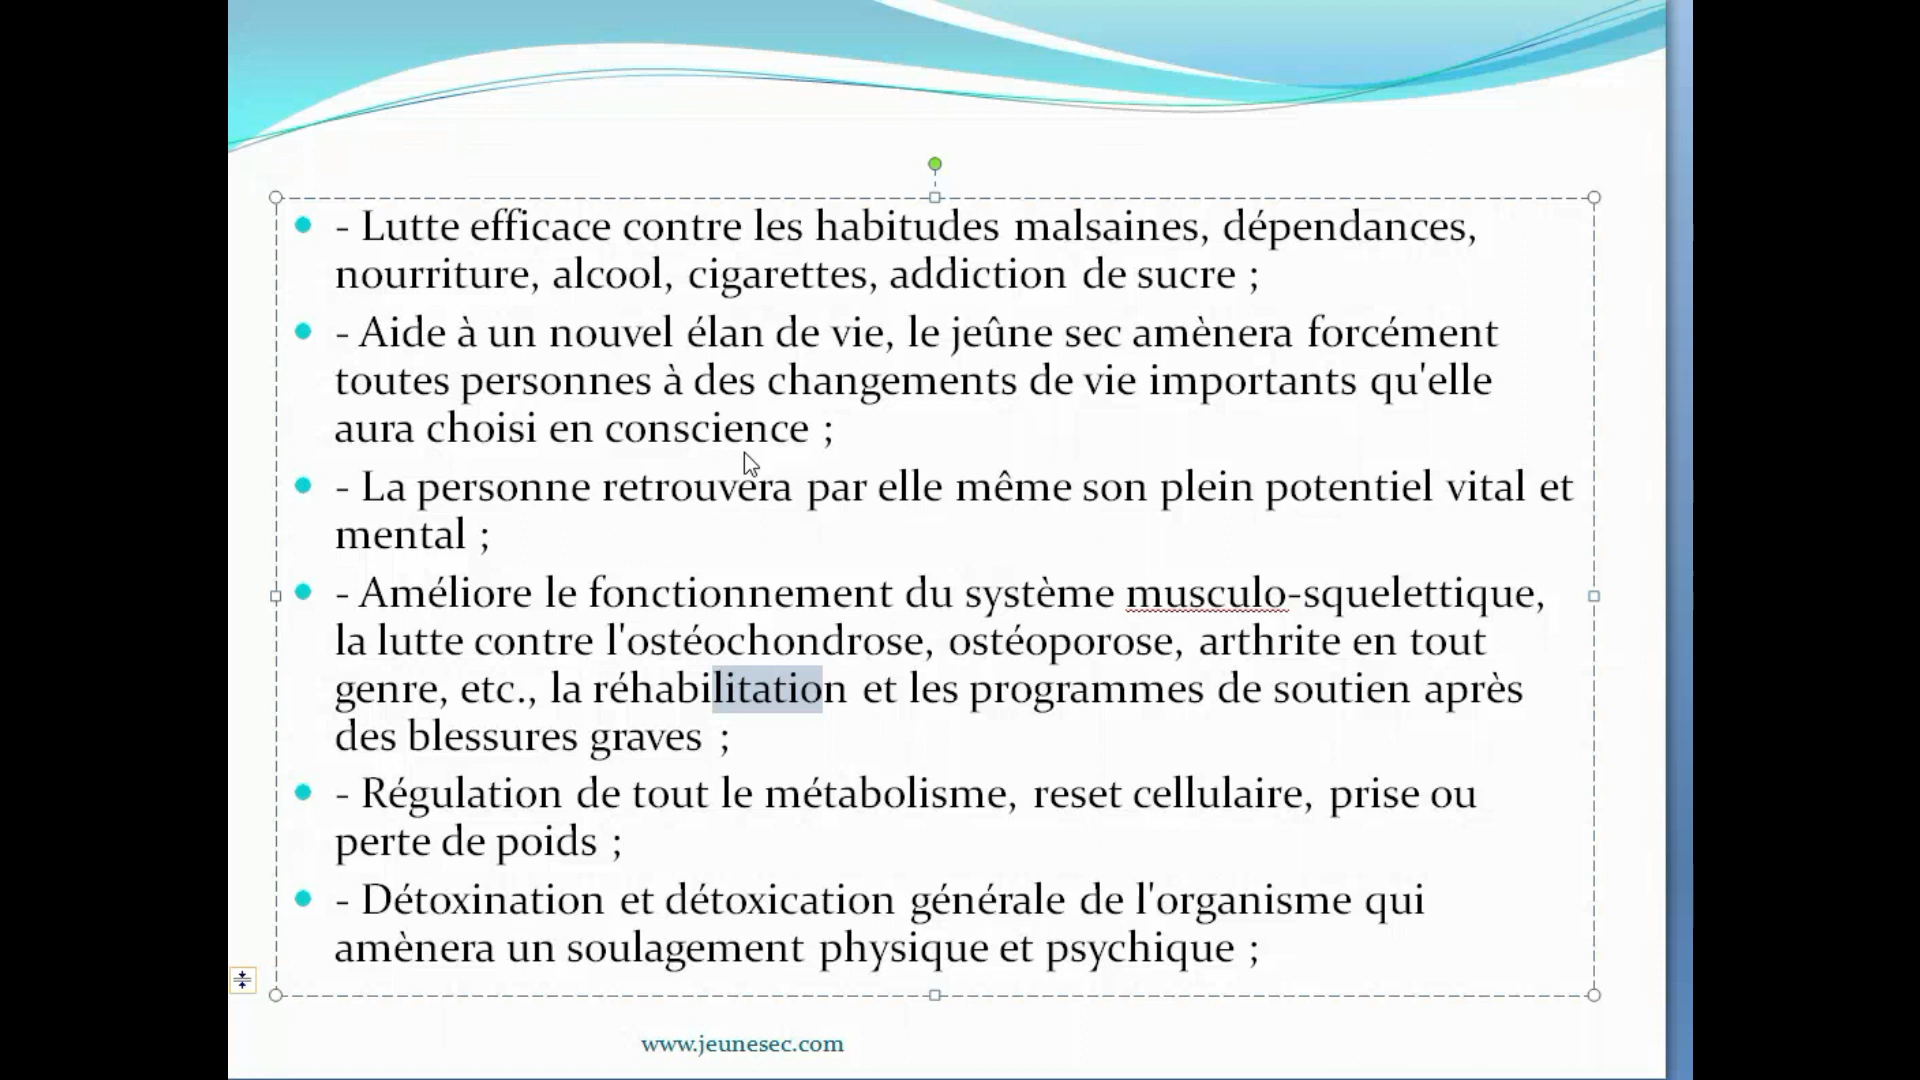 - Lutte efficace contre les habitudes malsaines, dépendances,
nourriture, alcool, cigarettes, addiction de sucre ;
- Aide à un nouvel élan de vie, le jeûne sec amènera forcément
toutes personnes à des changements de vie importants qu'elle
aura choisi en conscience ;
- La personne retrouvera par elle même son plein potentiel vital et
mental ;
- Améliore le fonctionnement du système musculo-squelettique,
la lutte contre l'ostéochondrose, ostéoporose, arthrite en tout
genre, etc., la réhabilitation et les programmes de soutien après
des blessures graves ;
- Régulation de tout le métabolisme, reset cellulaire, prise ou
perte de poids ;
- Détoxination et détoxication générale de l'organisme qui
amènera un soulagement physique et psychique ;
www.jeunesec.com